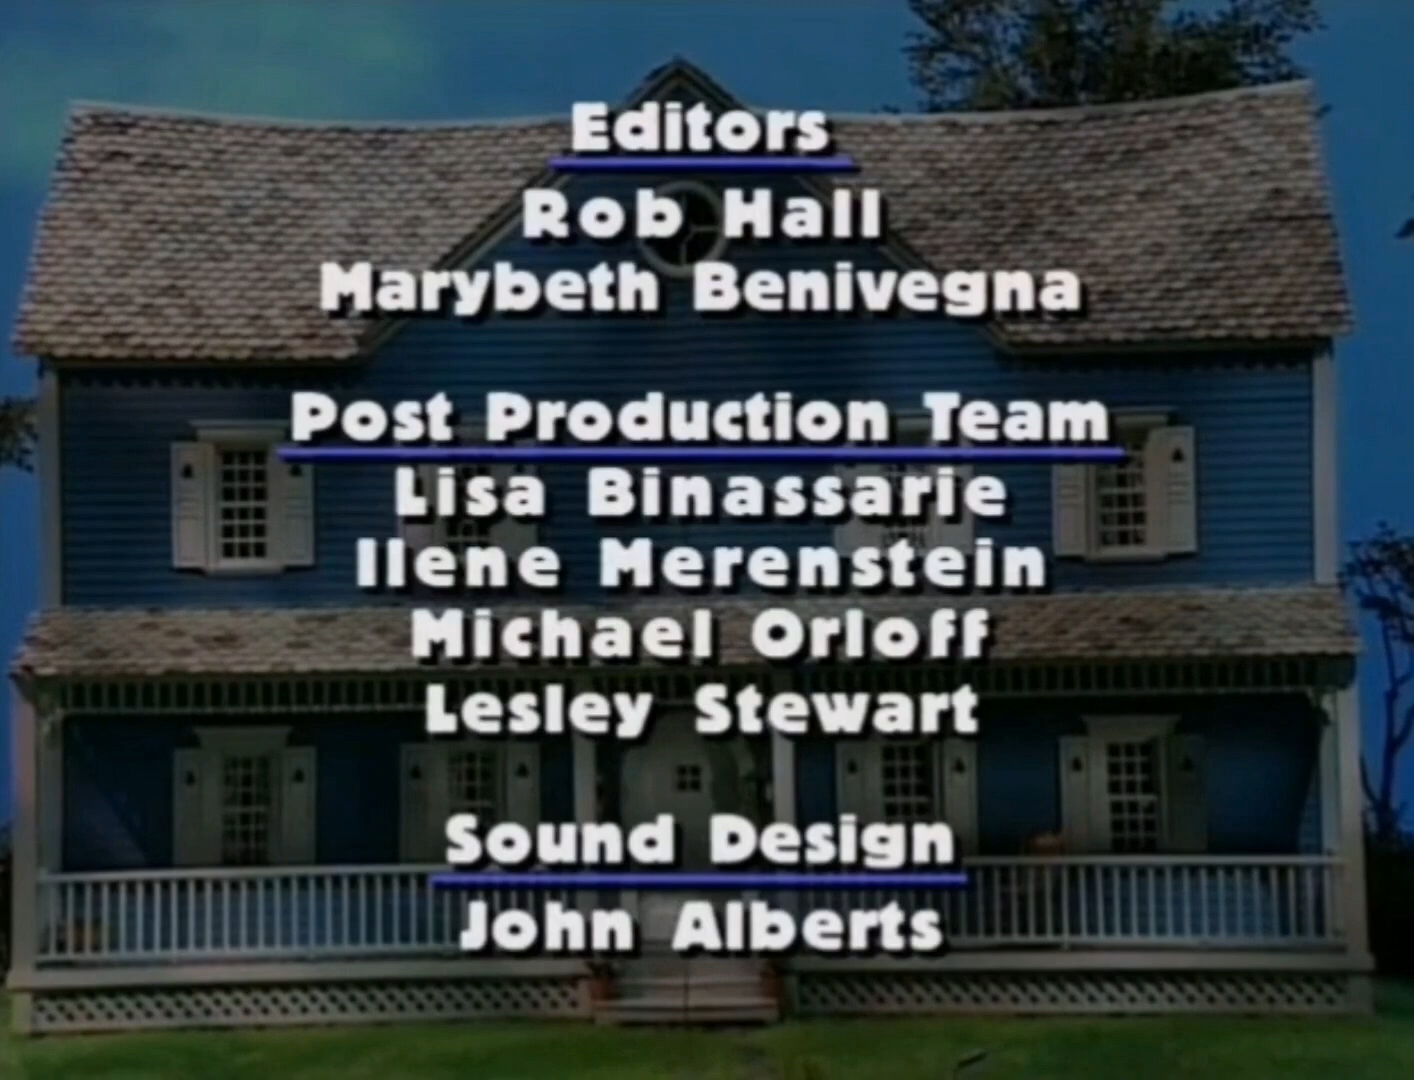 Editors
Rob Hall
Marybeth Benivegna
Post Production Team
Lisa Binassarie
Ilene Merenstein
Michael Orloff
Lesley Stewart
Sound Design
John Alberts